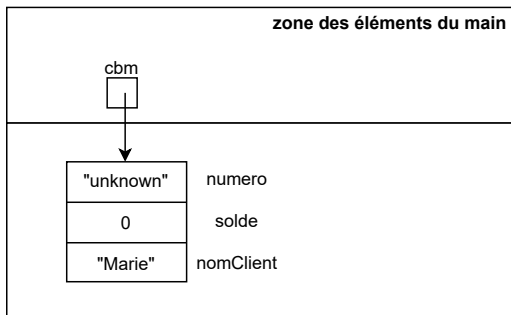 zone des éléments du main
cbm
"unknown" numero
0 solde
"Marie" nomClient